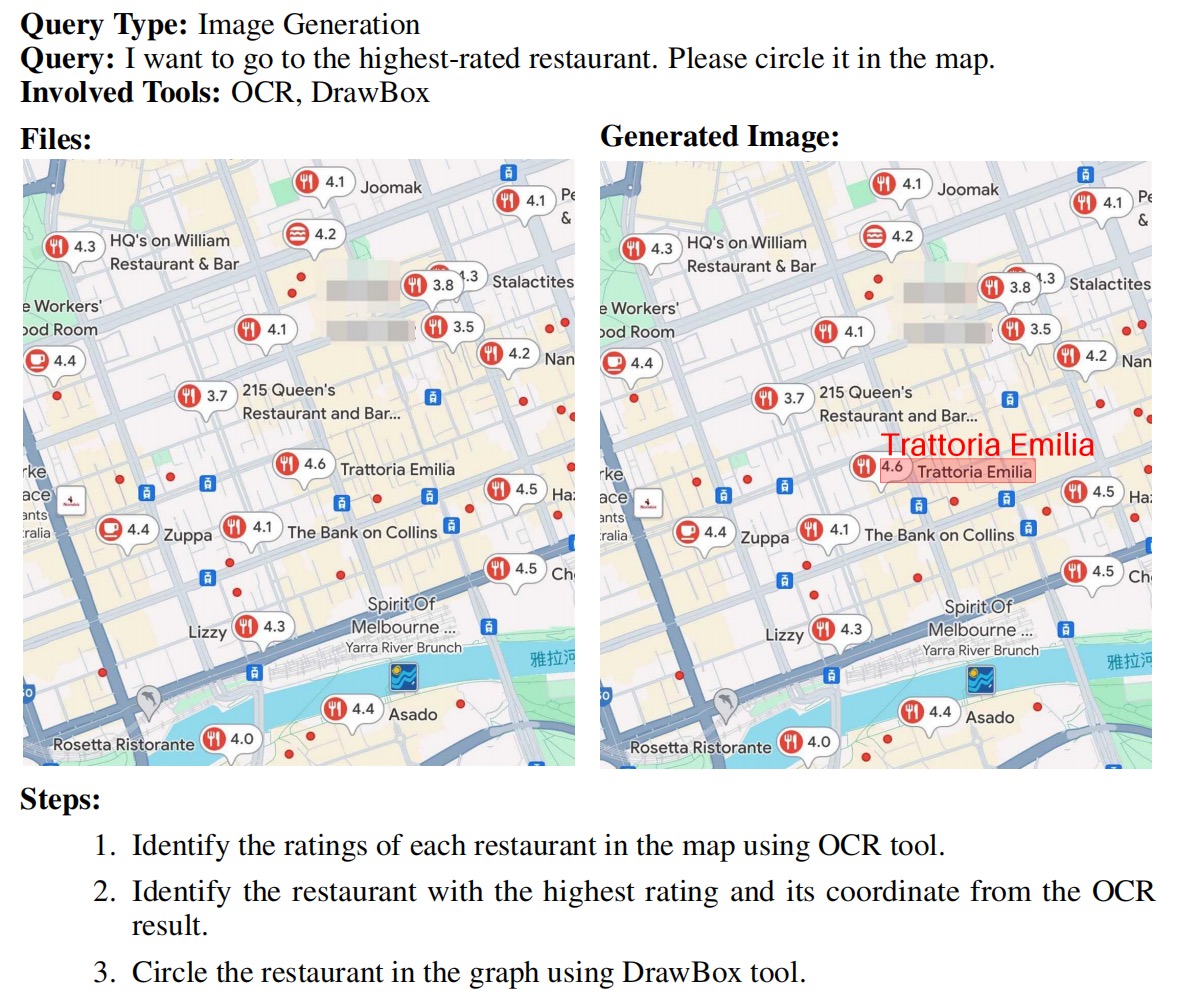 Query Type: Image Generation
Query: I want to go to the highest-rated restaurant. Please circle it in the map.
Involved Tools: OCR, DrawBox
Files:
4.1 Joomak
4.1 Pe
&
4.2
4.3 HQ's on William
Restaurant & Bar
4.3
3.8 Stalactites
e Workers'
ood Room
4.1
3.5
4.4
4.2 Nan
3.7 215 Queen's
Restaurant and Bar...
4.6 Trattoria Emilia
rke
ace
ants
ralia
4.5 Ha
4.4 Zuppa
4.1 The Bank on Collins
4.5 Ch
Spirit Of
Melbourne ...
Yarra River Brunch
Lizzy 4.3
雅拉河
4.4 Asado
Rosetta Ristorante 4.0
Generated Image:
4.1 Joomak
4.1 Pe
&
4.2
4.3 HQ's on William
Restaurant & Bar
4.3
3.8 Stalactites
e Workers'
ood Room
4.1
3.5
4.4
4.2 Nan
3.7 215 Queen's
Restaurant and Bar...
Trattoria Emilia
4.6 Trattoria Emilia
rke
ace
ants
ralia
4.5 Ha
4.4 Zuppa
4.1 The Bank on Collins
4.5 Ch
Spirit Of
Melbourne ...
Yarra River Brunch
Lizzy 4.3
雅拉河
4.4 Asado
Rosetta Ristorante 4.0
Steps:
1. Identify the ratings of each restaurant in the map using OCR tool.
2. Identify the restaurant with the highest rating and its coordinate from the OCR
result.
3. Circle the restaurant in the graph using DrawBox tool.